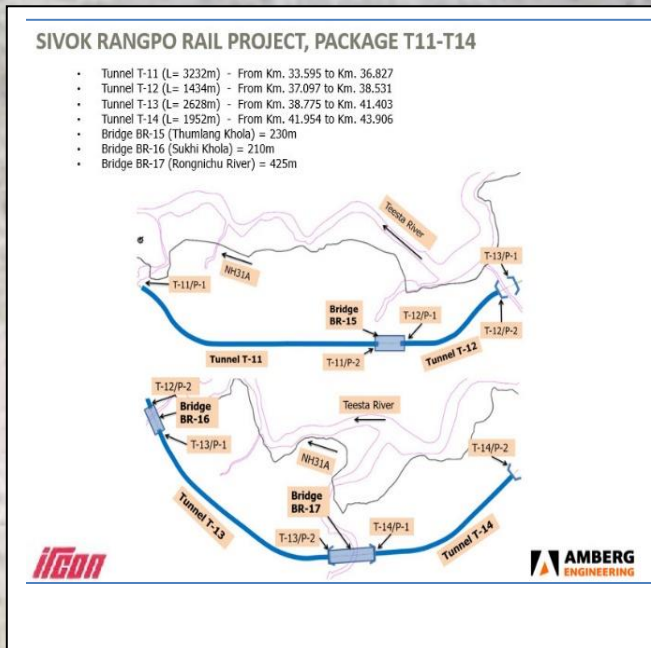 SIVOK RANGPO RAIL PROJECT, PACKAGE T11-T14
• Tunnel T-11 (L= 3232m) - From Km. 33.595 to Km. 36.827
• Tunnel T-12 (L= 1434m) - From Km. 37.097 to Km. 38.531
• Tunnel T-13 (L= 2628m) - From Km. 38.775 to Km. 41.403
• Tunnel T-14 (L= 1952m) - From Km. 41.954 to Km. 43.906
• Bridge BR-15 (Thumlang Khola) = 230m
• Bridge BR-16 (Sukhi Khola) = 210m
• Bridge BR-17 (Rongnichu River) = 425m
Teesta River
T-13/P-1
NH31A
T-11/P-1
Bridge
BR-15
T-12/P-1
T-12/P-2
Tunnel T-11
T-11/P-2
Tunnel T-12
T-12/P-2
Bridge
BR-16
Teesta River
T-13/P-1
NH31A
T-14/P-2
Bridge
BR-17
Tunnel T-13
T-13/P-2
T-14/P-1
Tunnel T-14
ircon
AMBERG
ENGINEERING